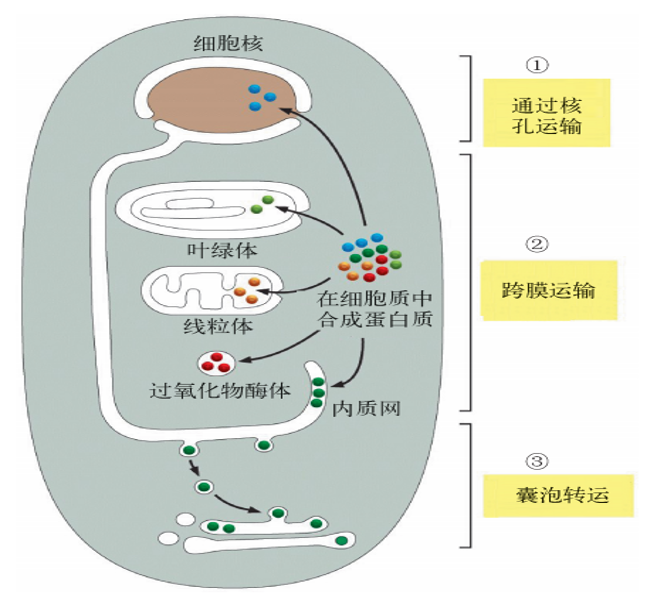 细胞核
①
通过核
孔运输
叶绿体
②
跨膜运输
在细胞质中
合成蛋白质
线粒体
过氧化物酶体
内质网
③
囊泡转运